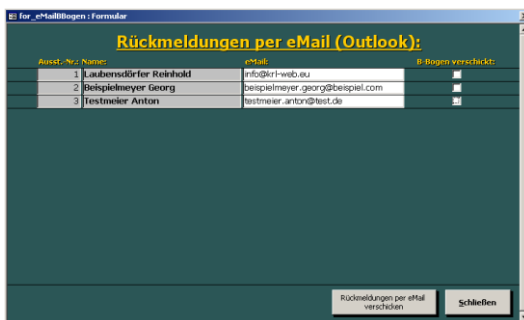 for_eMailBBogen : Formular
Rückmeldungen per eMail (Outlook):
Ausst.-Nr.: Name: eMail: B-Bogen verschickt:
1 Laubensdörfer Reinhold info@krl-web.eu
2 Beispielmeyer Georg beispielmeyer.georg@beispiel.com
3 Testmeier Anton testmeier.anton@test.de
Rückmeldungen per eMail verschicken
Schließen